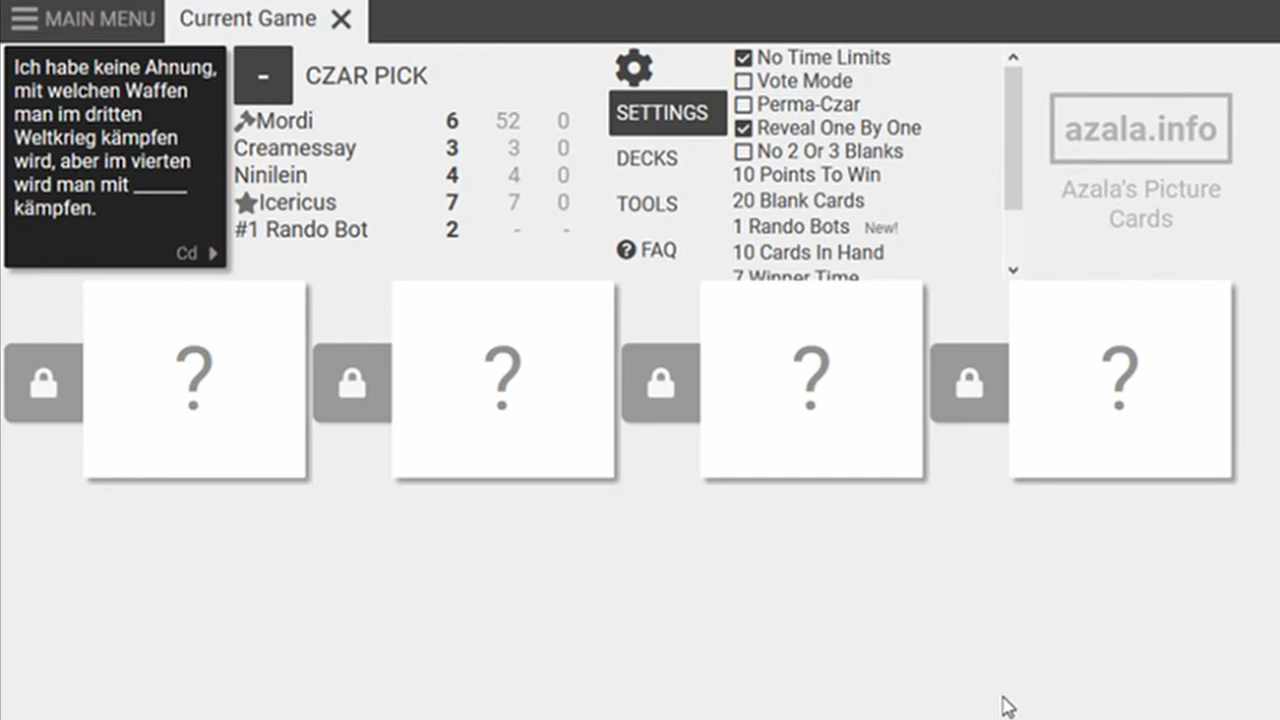 MAIN MENU
Current Game
Ich habe keine Ahnung,
mit welchen Waffen
man im dritten
Weltkrieg kämpfen
wird, aber im vierten
wird man mit ______
kämpfen.
Cd
-
CZAR PICK
Mordi 6 52 0
Creamessay 3 3 0
Ninilein 4 4 0
Icericus 7 7 0
#1 Rando Bot 2 - -
SETTINGS
DECKS
TOOLS
? FAQ
No Time Limits
Vote Mode
Perma-Czar
Reveal One By One
No 2 Or 3 Blanks
10 Points To Win
20 Blank Cards
1 Rando Bots New!
10 Cards In Hand
7 Winner Time
azala.info
Azala's Picture
Cards
? ? ? ?